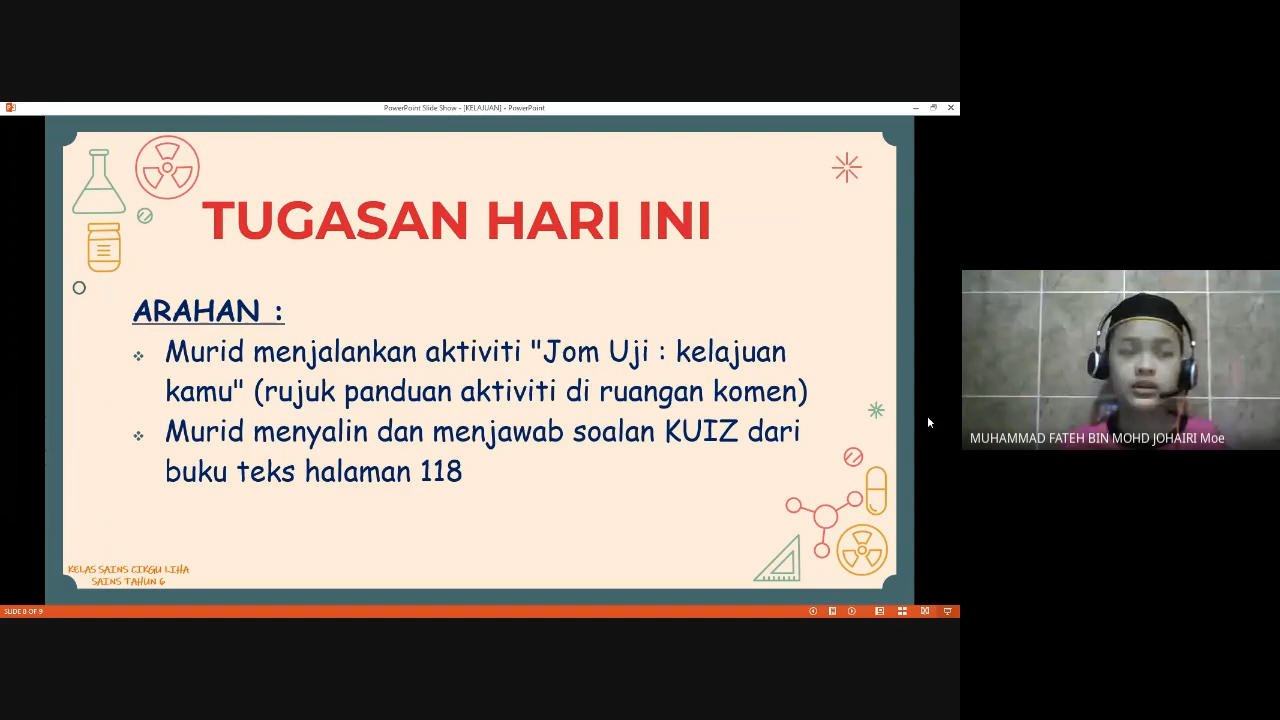 PowerPoint Slide Show - [KELAJUAN] - PowerPoint
TUGASAN HARI INI
ARAHAN :
Murid menjalankan aktiviti "Jom Uji : kelajuan
kamu" (rujuk panduan aktiviti di ruangan komen)
Murid menyalin dan menjawab soalan KUIZ dari
buku teks halaman 118
KELAS SAINS CIKGU LIHA
SAINS TAHUN 6
SLIDE 8 OF 9
MUHAMMAD FATEH BIN MOHD JOHAIRI Moe